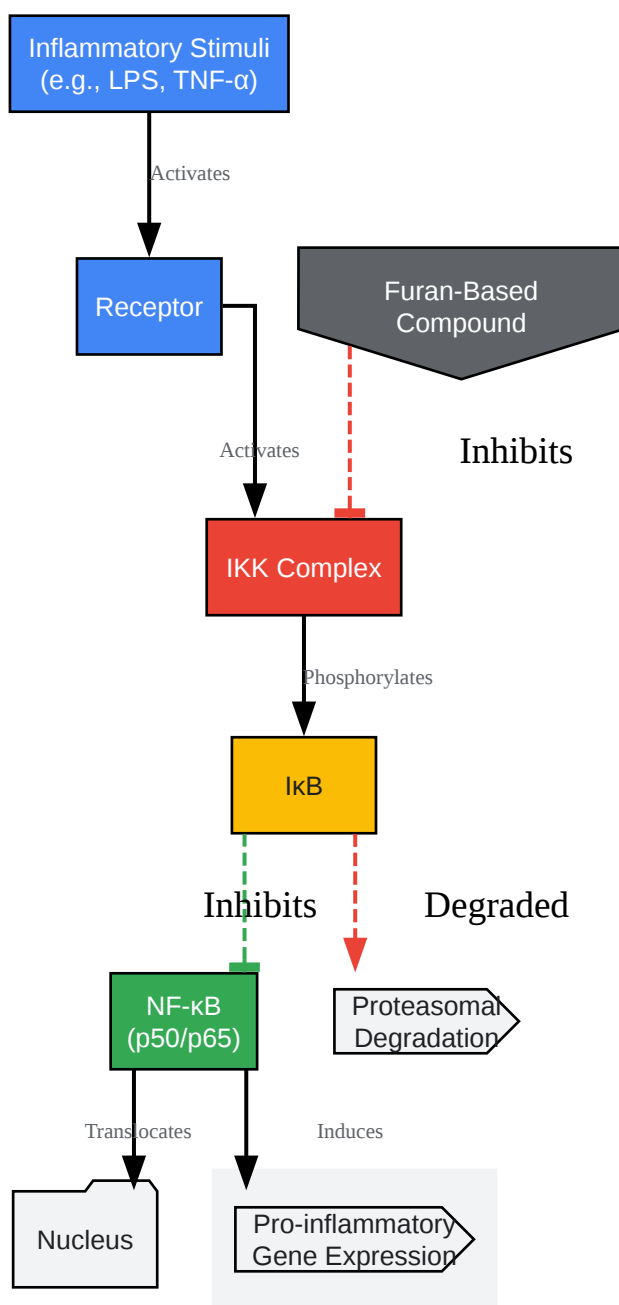 Inflammatory Stimuli
(e.g., LPS, TNF-α)
Activates
Receptor
Furan-Based
Compound
Activates
Inhibits
IKK Complex
Phosphorylates
IκB
Inhibits
Degraded
NF-κB
(p50/p65)
Proteasomal
Degradation
Translocates
Induces
Nucleus
Pro-inflammatory
Gene Expression